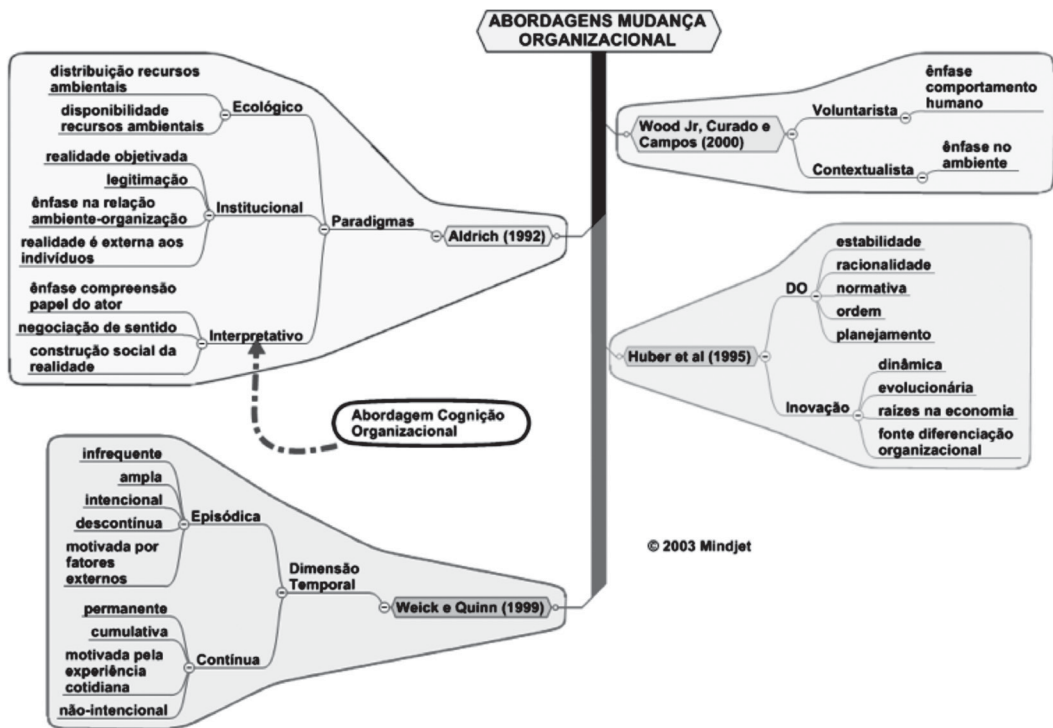 ABORDAGENS MUDANÇA
ORGANIZACIONAL
distribuição recursos
ambientais
disponibilidade
recursos ambientais
Ecológico
realidade objetivada
legitimação
ênfase na relação
ambiente-organização
realidade é externa aos
indivíduos
Institucional
ênfase compreensão
papel do ator
negociação de sentido
construção social da
realidade
Interpretativo
Paradigmas
Aldrich (1992)
Abordagem Cognição
Organizacional
infrequente
ampla
intencional
descontínua
motivada por
fatores
externos
Episódica
permanente
cumulativa
motivada pela
experiência
cotidiana
não-intencional
Contínua
Dimensão
Temporal
Weick e Quinn (1999)
Wood Jr, Curado e
Campos (2000)
Voluntarista
ênfase
comportamento
humano
Contextualista
ênfase no
ambiente
Huber et al (1995)
DO
estabilidade
racionalidade
normativa
ordem
planejamento
Inovação
dinâmica
evolucionária
raízes na economia
fonte diferenciação
organizacional
© 2003 Mindjet